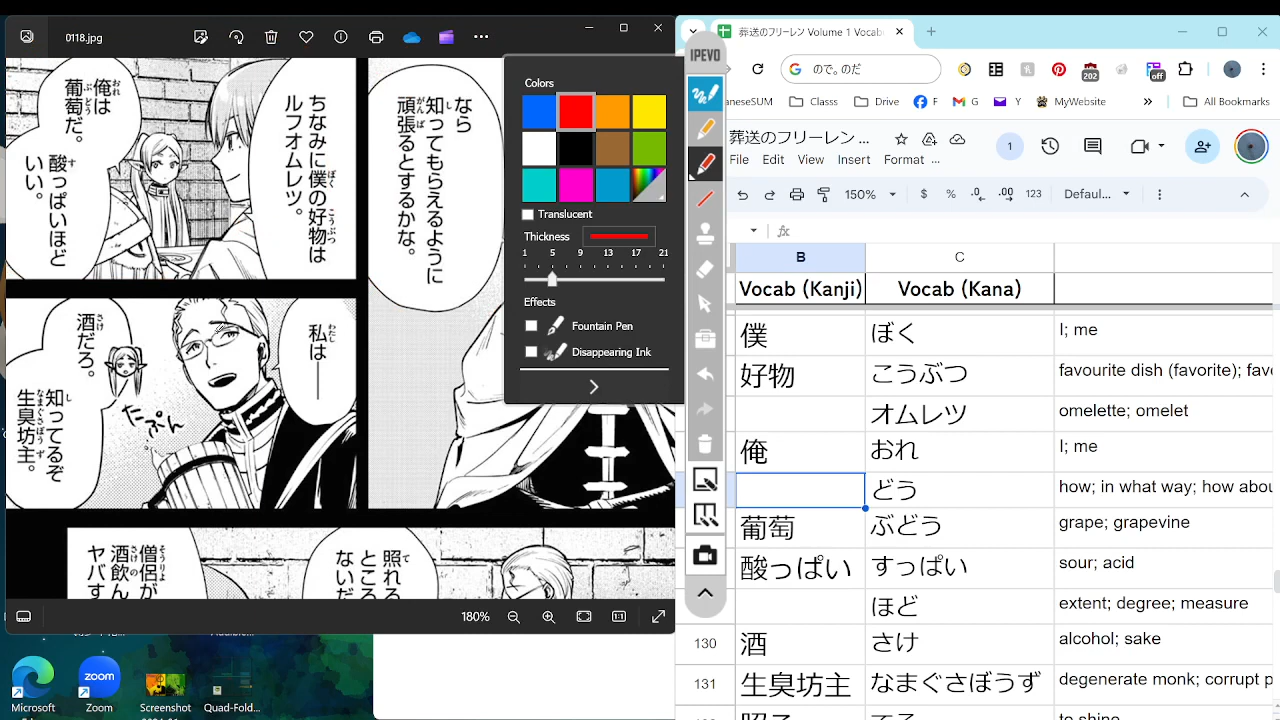 0118.jpg
俺は
葡萄だ。
酸っぱいほど
いい。
ちなみに僕の好物は
ルフオムレツ。
なら
知ってもらえるように
頑張るとするかな。
私は――
酒だろ。
知ってるぞ
生臭坊主。
たぷん
僧侶が
酒飲ん
ヤバす
照れる
ところ
ないだ
180%
Colors
Translucent
Thickness
1 5 9 13 17 21
Effects
Fountain Pen
Disappearing Ink
IPEVO
葬送のフリーレン Volume 1 Vocab
ので。のだ
202
off
aneseSUM
Class
Drive
F
G
Y
MyWebsite
All Bookmarks
葬送のフリーレン ...
1
File Edit View Insert Format ...
150%
$ % .0 .00 123 Defaul...
B C
Vocab (Kanji) Vocab (Kana)
僕 ぼく I; me
好物 こうぶつ favourite dish (favorite); fav
オムレツ omelette; omelet
俺 おれ I; me
どう how; in what way; how abou
葡萄 ぶどう grape; grapevine
酸っぱい すっぱい sour; acid
ほど extent; degree; measure
130 酒 さけ alcohol; sake
131 生臭坊主 なまぐさぼうず degenerate monk; corrupt p
to shine
Microsoft
zoom
Zoom
Screenshot
Quad-Fold...